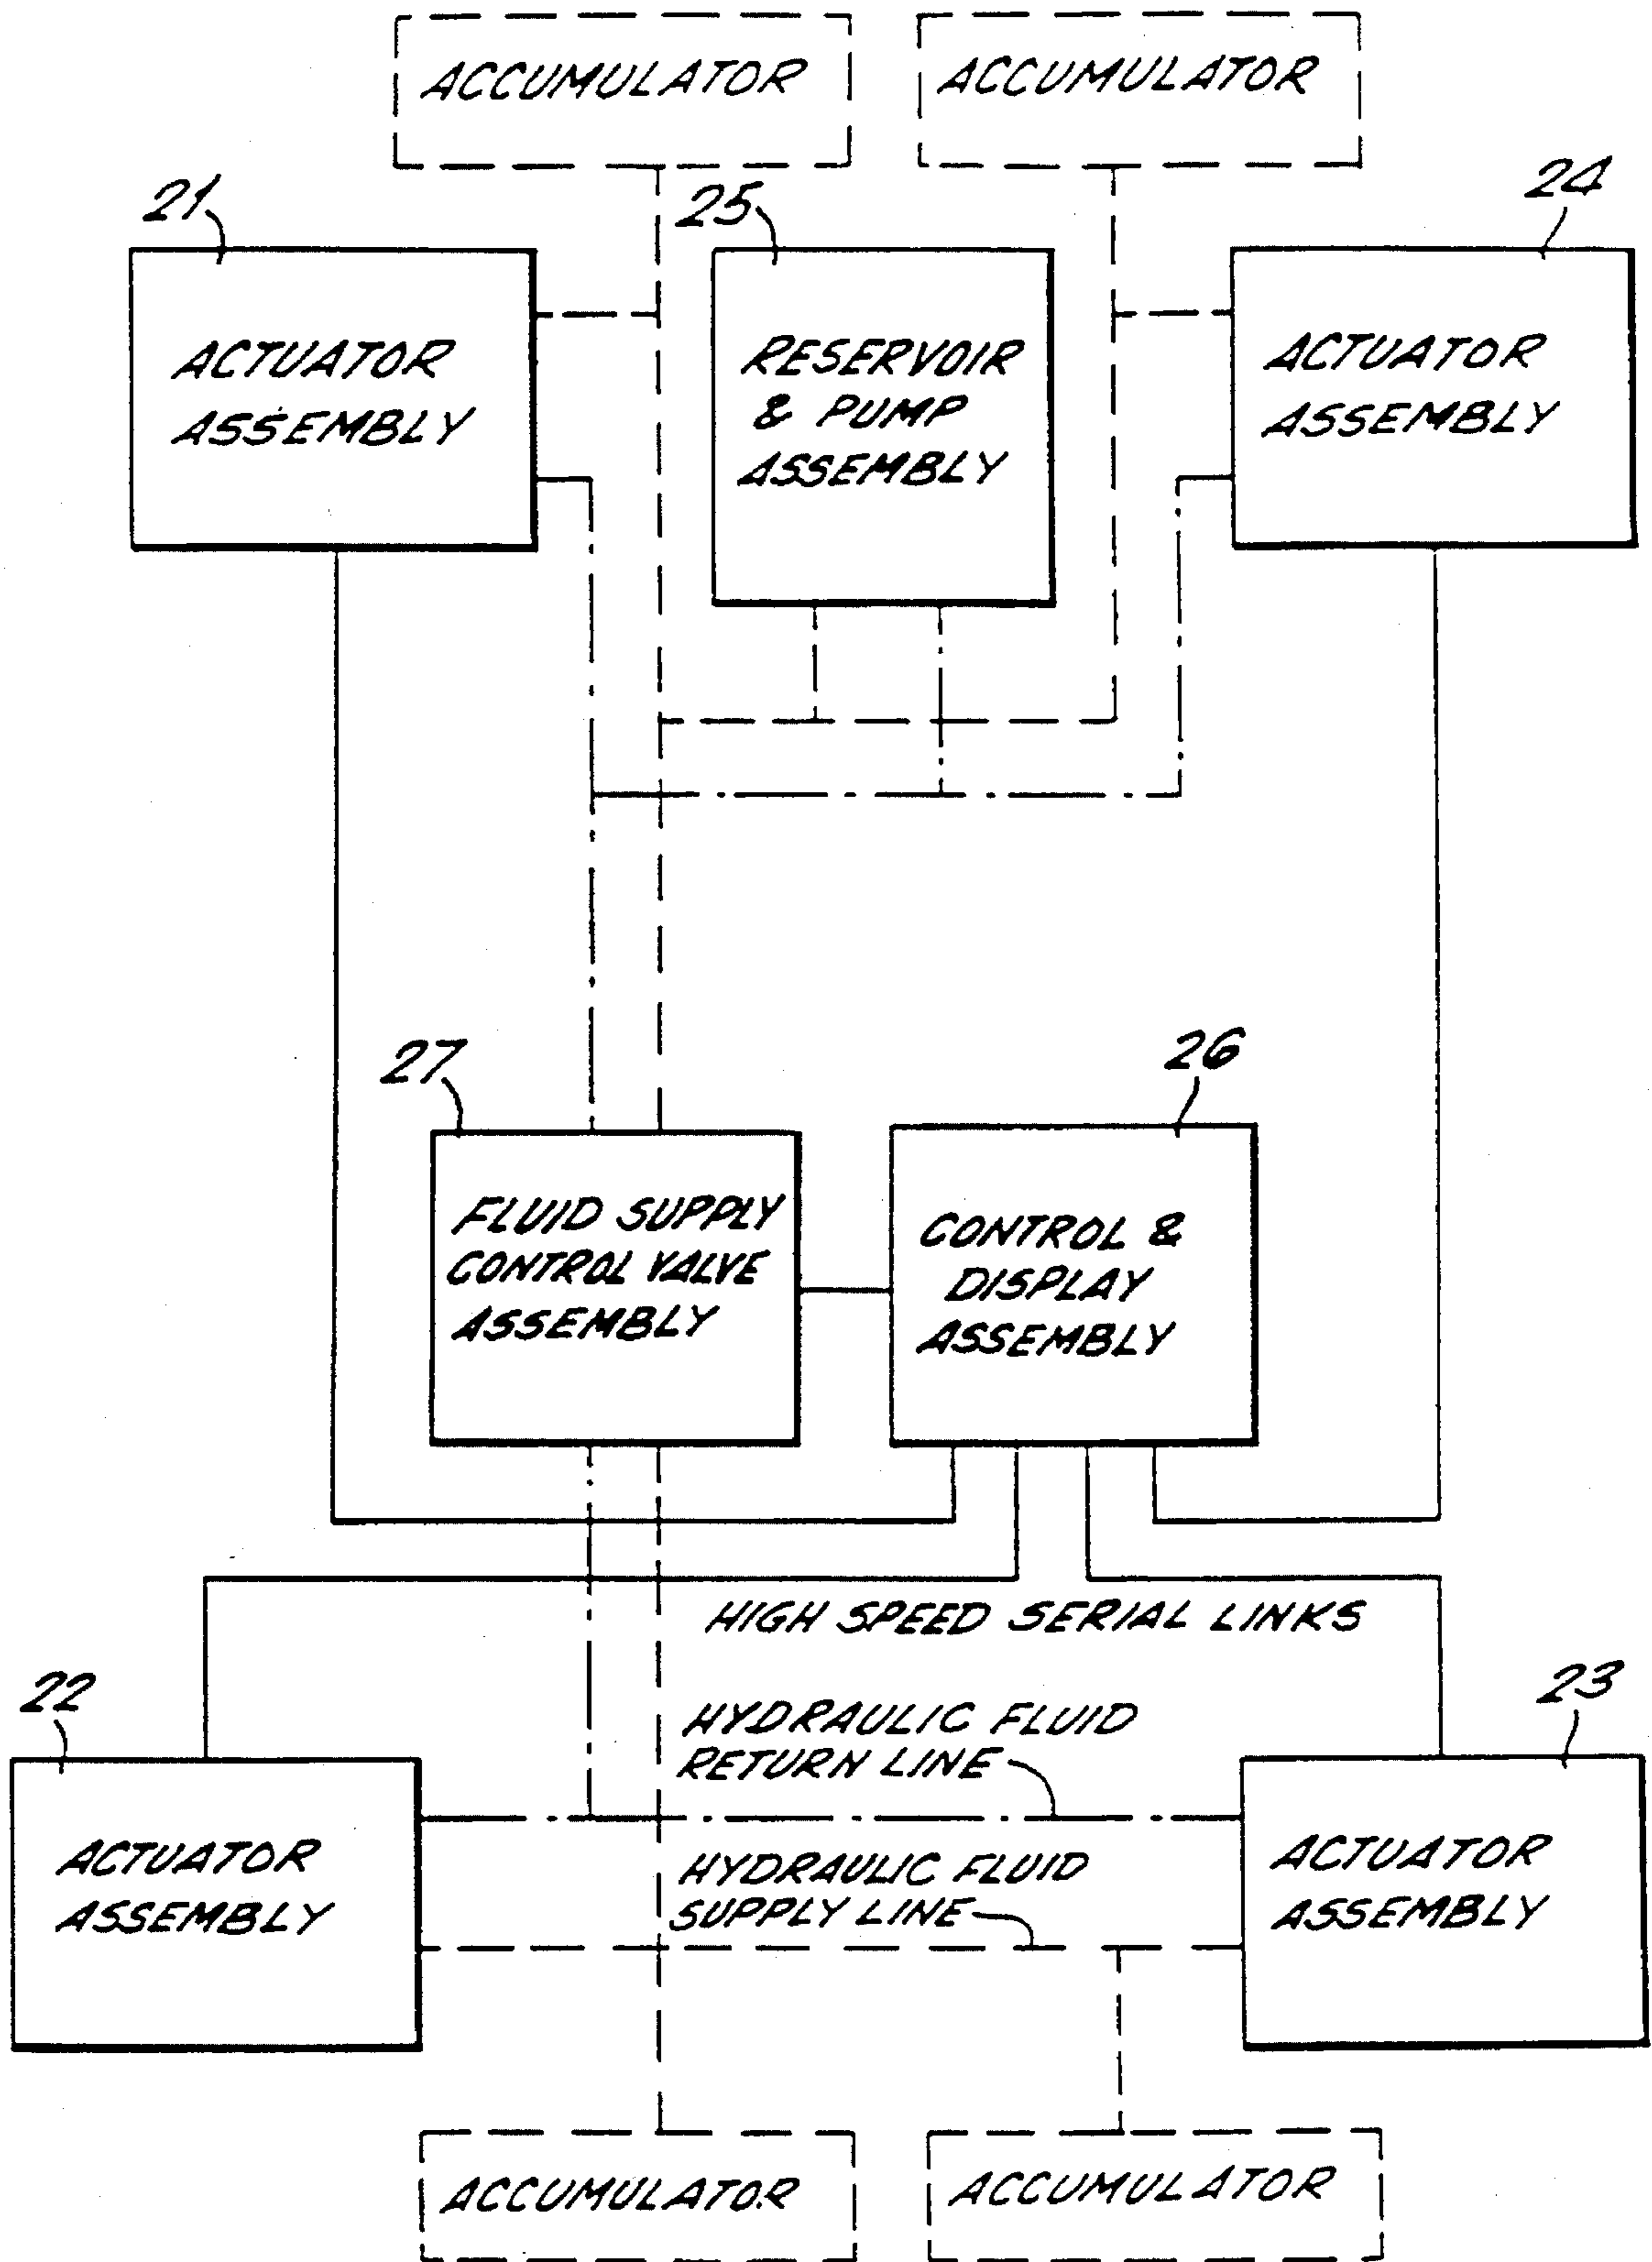 ACCUMULATOR
ACCUMULATOR
21
25
24
ACTUATOR
ASSEMBLY
RESERVOIR
& PUMP
ASSEMBLY
ACTUATOR
ASSEMBLY
27
26
FLUID SUPPLY
CONTROL VALVE
ASSEMBLY
CONTROL &
DISPLAY
ASSEMBLY
HIGH SPEED SERIAL LINKS
22
23
HYDRAULIC FLUID
RETURN LINE
ACTUATOR
ASSEMBLY
HYDRAULIC FLUID
SUPPLY LINE
ACTUATOR
ASSEMBLY
ACCUMULATOR
ACCUMULATOR